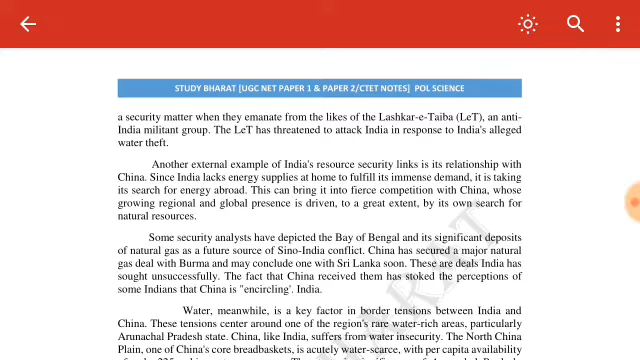 STUDY BHARAT [UGC NET PAPER 1 & PAPER 2/CTET NOTES] POL SCIENCE
a security matter when they emanate from the likes of the Lashkar-e-Taiba (LeT), an anti-
India militant group. The LeT has threatened to attack India in response to India's alleged
water theft.
Another external example of India's resource security links is its relationship with
China. Since India lacks energy supplies at home to fulfill its immense demand, it is taking
its search for energy abroad. This can bring it into fierce competition with China, whose
growing regional and global presence is driven, to a great extent, by its own search for
natural resources.
Some security analysts have depicted the Bay of Bengal and its significant deposits
of natural gas as a future source of Sino-India conflict. China has secured a major natural
gas deal with Burma and may conclude one with Sri Lanka soon. These are deals India has
sought unsuccessfully. The fact that China received them has stoked the perceptions of
some Indians that China is "encircling" India.
Water, meanwhile, is a key factor in border tensions between India and
China. These tensions center around one of the region's few water-rich areas, particularly
Arunachal Pradesh state. China, like India, suffers from water insecurity. The North China
Plain, one of China's core breadbaskets, is acutely water-scarce, with per capita availability